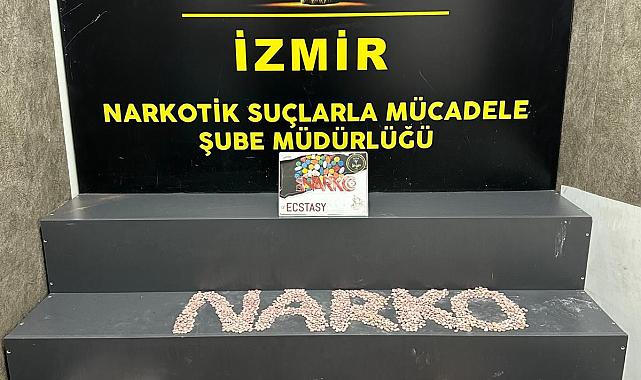 İZMİR
NARKOTİK SUÇLARLA MÜCADELE
ŞUBE MÜDÜRLÜĞÜ
NARKO
ECSTASY
NARKO